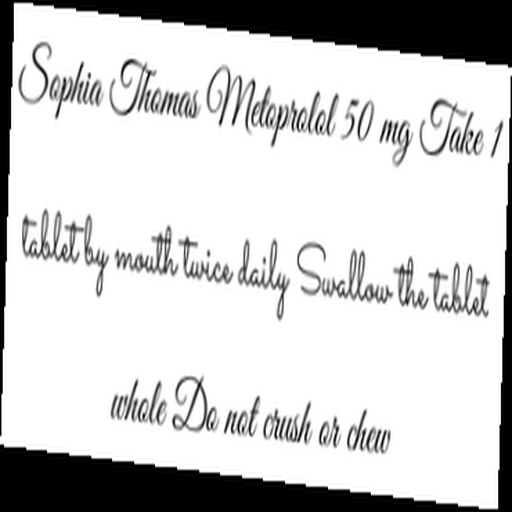 Sophia Thomas Metoprolol 50 mg Take 1
tablet by mouth twice daily Swallow the tablet
whole Do not crush or chew